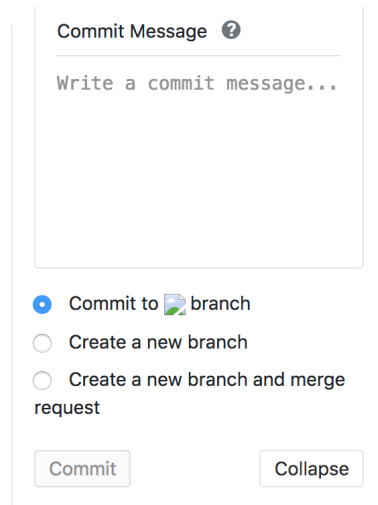 Commit Message ?
Write a commit message...
Commit to branch
Create a new branch
Create a new branch and merge
request
Commit
Collapse